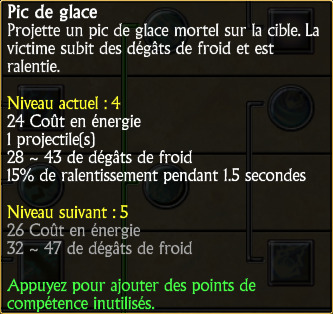 Pic de glace
Projette un pic de glace mortel sur la cible. La
victime subit des dégâts de froid et est
ralentie.
Niveau actuel : 4
24 Coût en énergie
1 projectile(s)
28 ~ 43 de dégâts de froid
15% de ralentissement pendant 1.5 secondes
Niveau suivant : 5
26 Coût en énergie
32 ~ 47 de dégâts de froid
Appuyez pour ajouter des points de
compétence inutilisés.